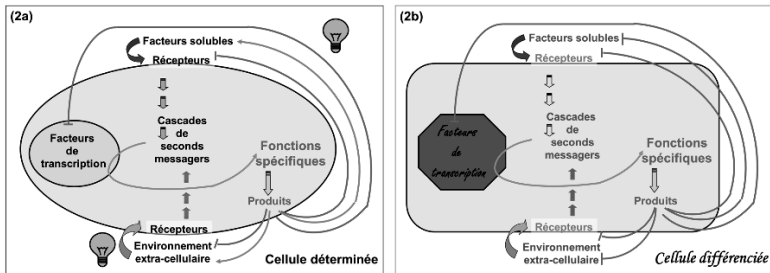 (2a)
Facteurs solubles
Récepteurs
Cascades
de
seconds
messagers
Facteurs
de
transcription
Fonctions
spécifiques
Produits
Récepteurs
Environnement
extra-cellulaire
Cellule déterminée
(2b)
Facteurs solubles
Récepteurs
Cascades
de
seconds
messagers
Facteurs
de
transcription
Fonctions
spécifiques
Produits
Récepteurs
Environnement
extra-cellulaire
Cellule différenciée